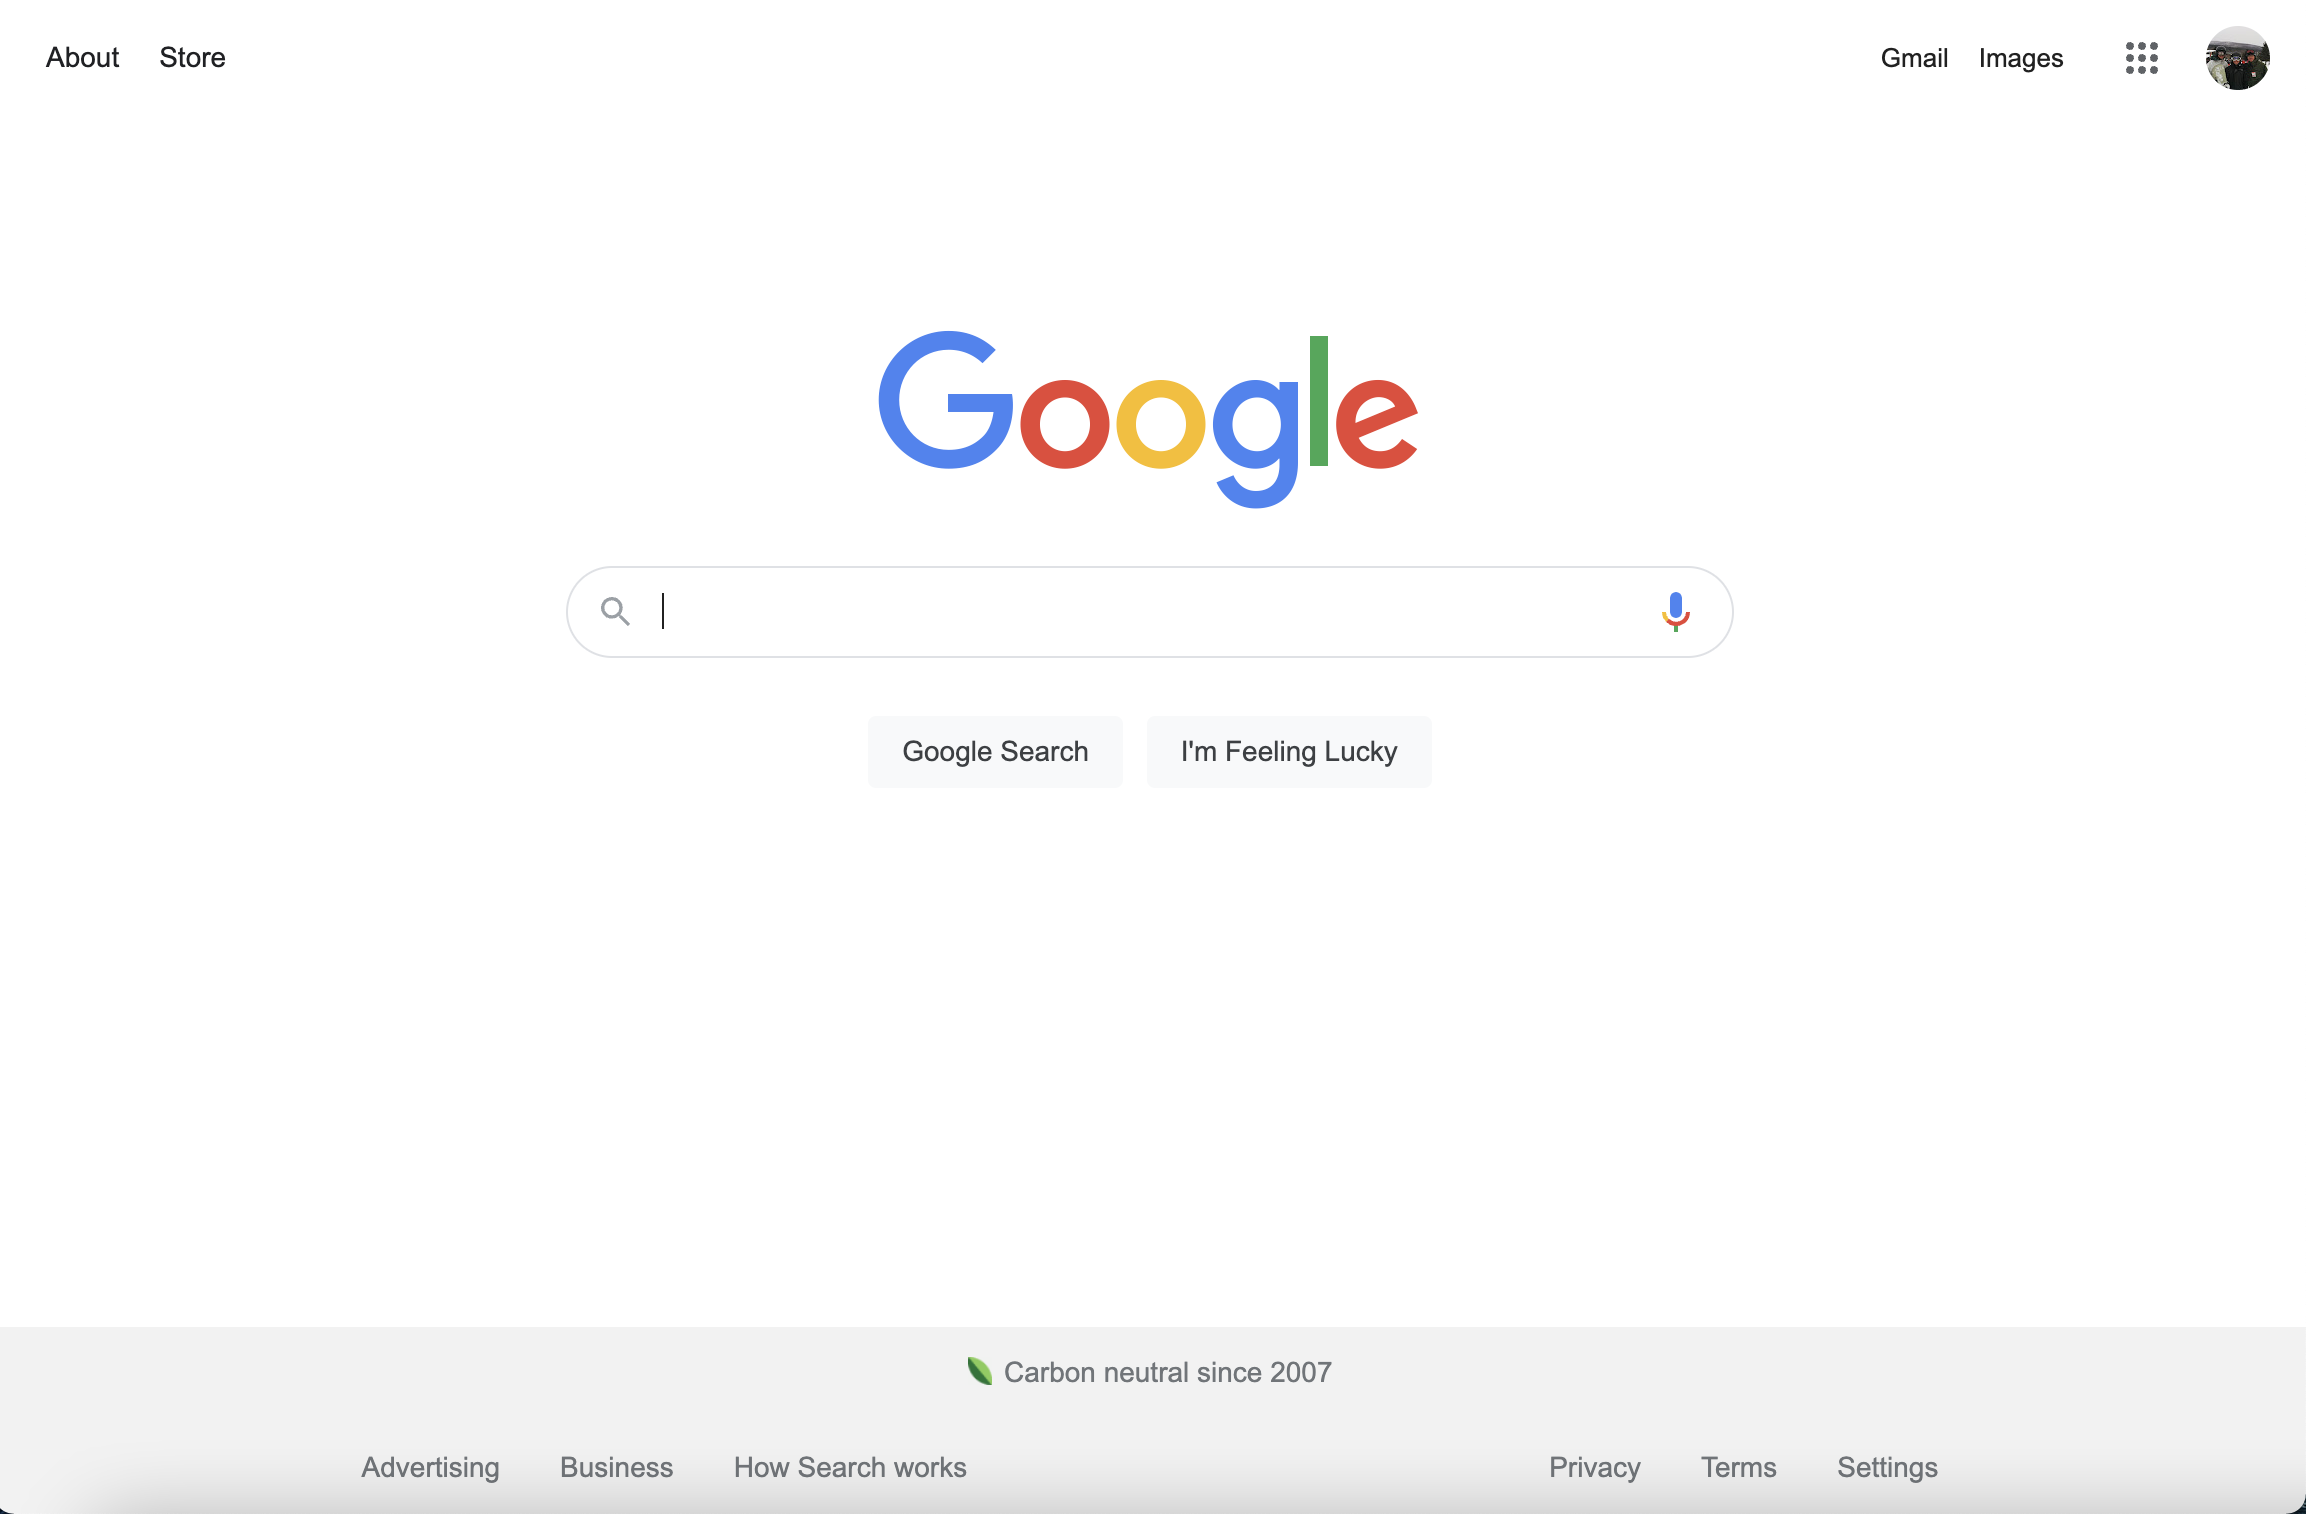 About Store Gmail Images
Google
Google Search I'm Feeling Lucky
Carbon neutral since 2007
Advertising Business How Search works Privacy Terms Settings